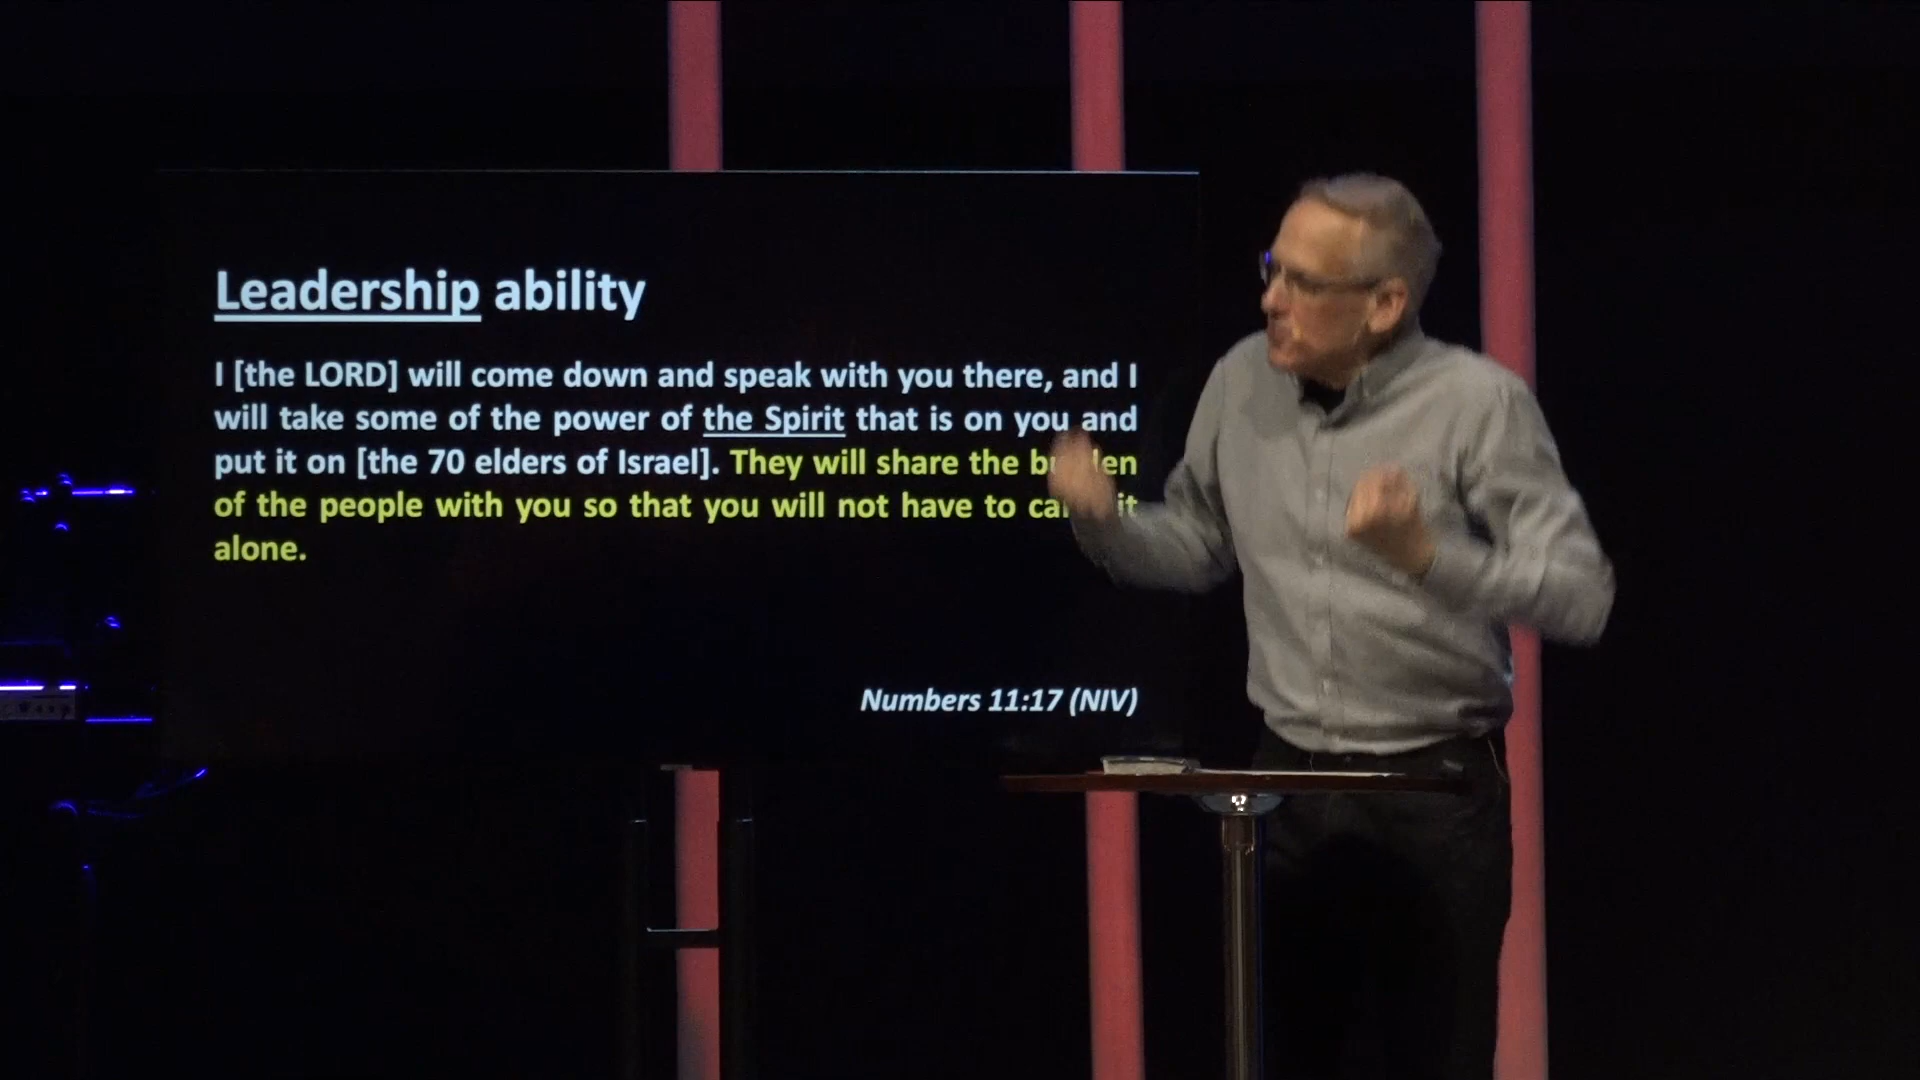 Leadership ability
I [the LORD] will come down and speak with you there, and I
will take some of the power of the Spirit that is on you and
put it on [the 70 elders of Israel]. They will share the
of the people with you so that you will not have to it
alone.
Numbers 11:17 (NIV)